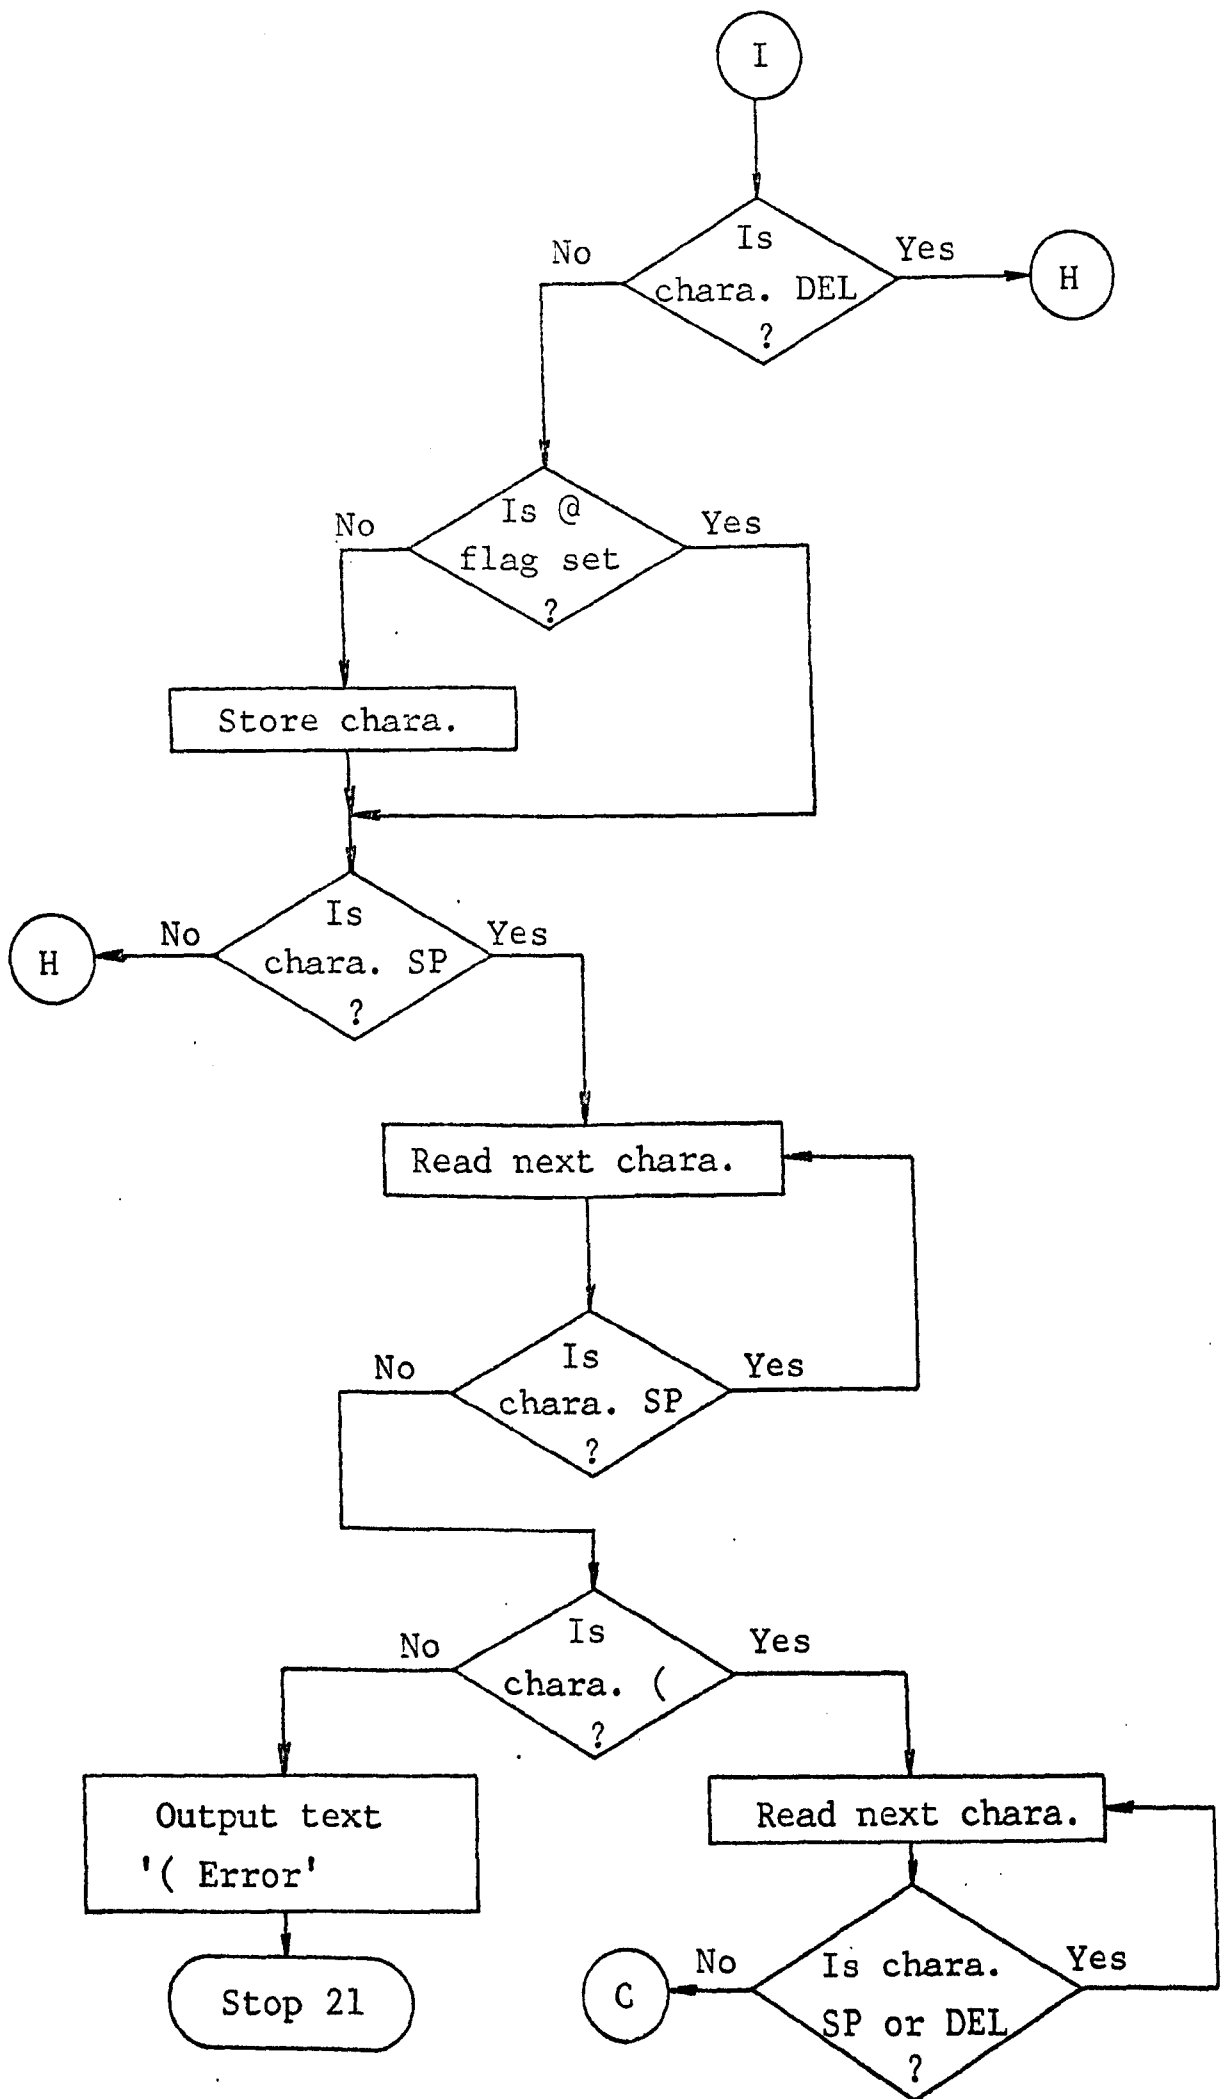 I
Is
chara. DEL
?
No
Yes
H
Is @
flag set
?
No
Yes
Store chara.
Is
chara. SP
?
No
Yes
H
Read next chara.
Is
chara. SP
?
No
Yes
Is
chara. (
?
No
Yes
Output text
'( Error'
Stop 21
Read next chara.
Is chara.
SP or DEL
?
No
Yes
C